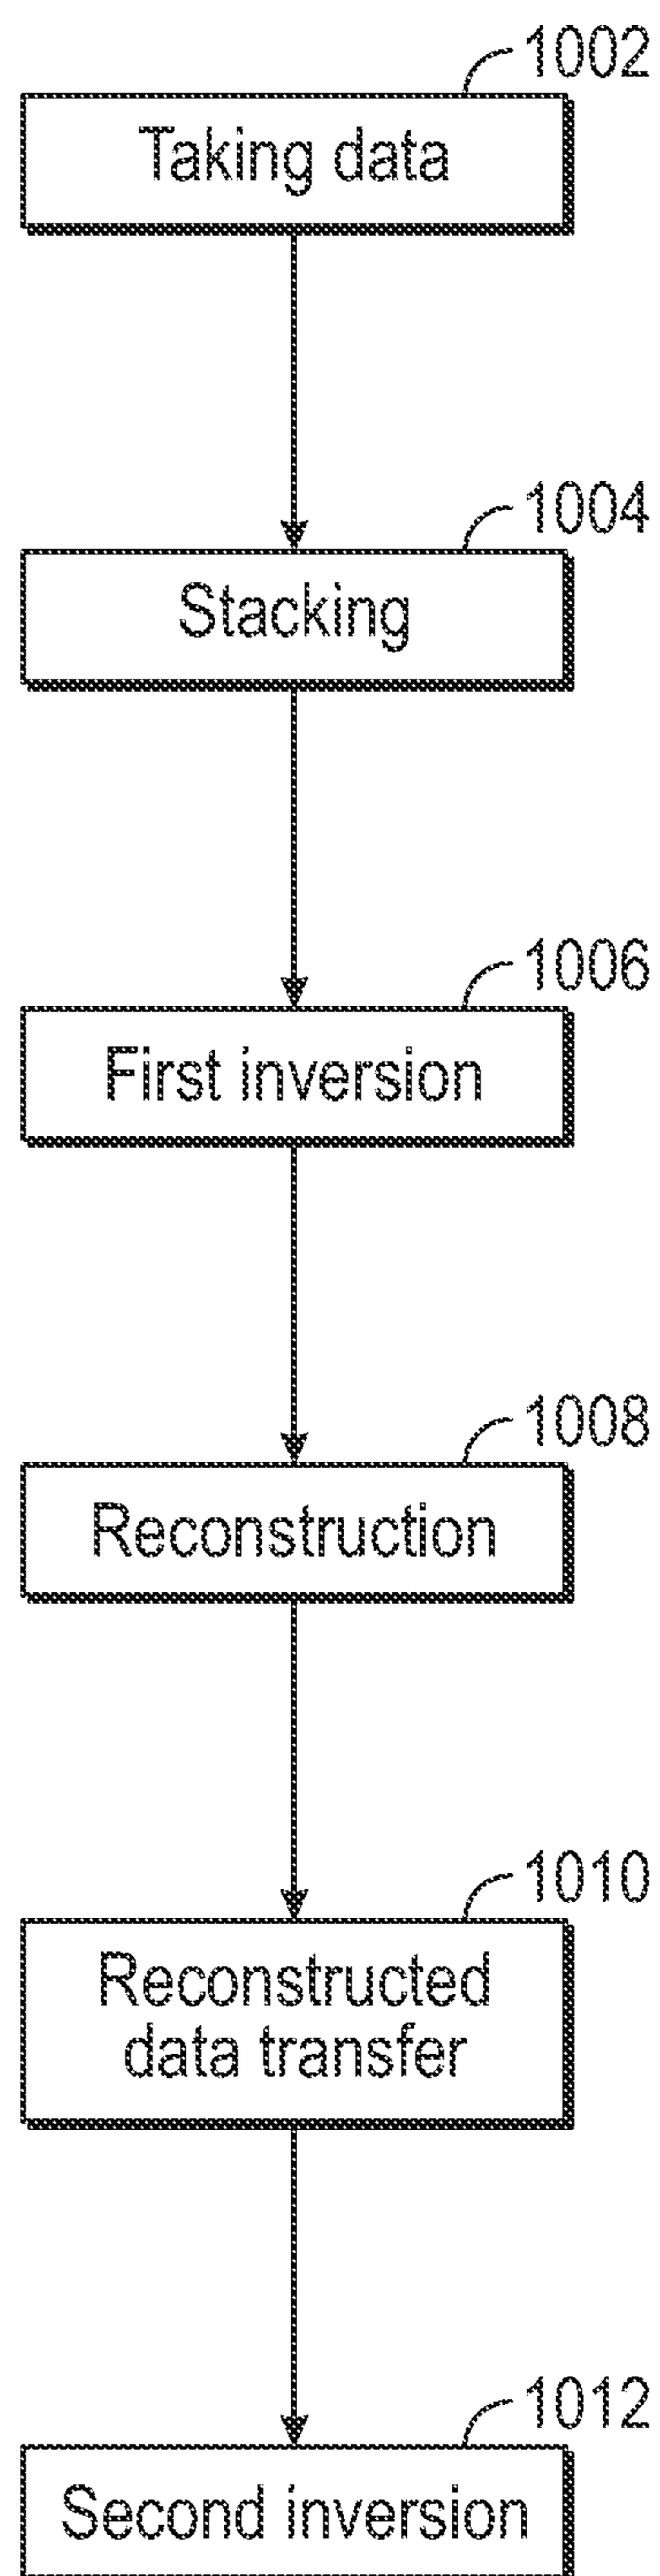 1002
Taking data
1004
Stacking
1006
First inversion
1008
Reconstruction
1010
Reconstructed
data transfer
1012
Second inversion